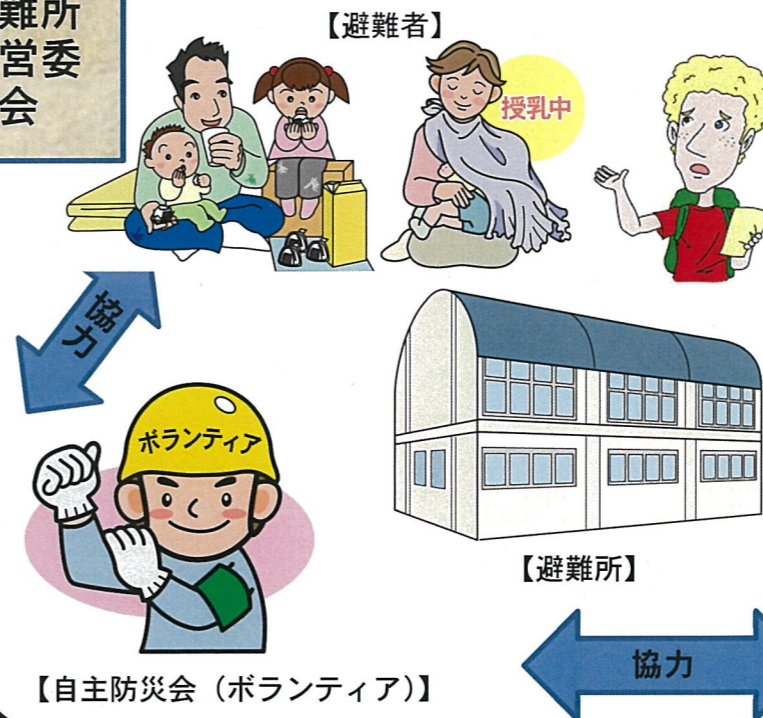 難所
営委
会
【避難者】
授乳中
協力
ボランティア
【避難所】
協力
【自主防災会（ボランティア）】